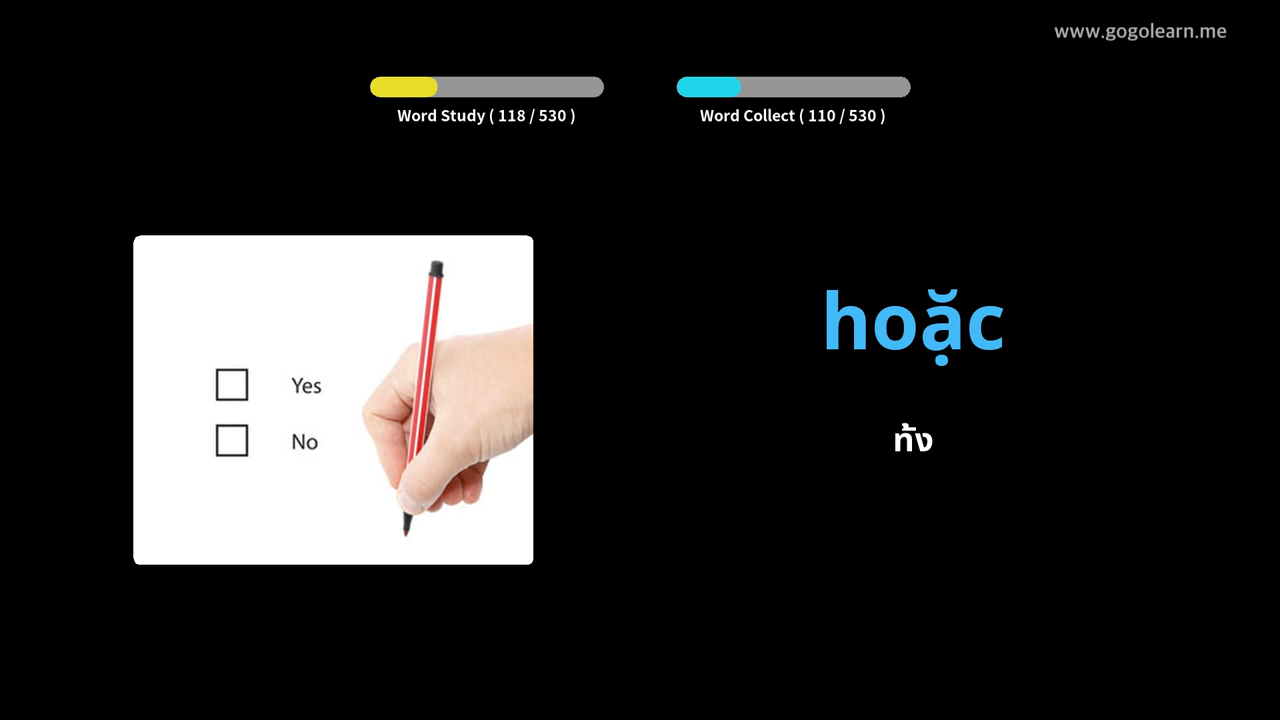 www.gogolearn.me
Word Study ( 118 / 530 )
Word Collect ( 110 / 530 )
Yes
No
hoặc
ท้ง